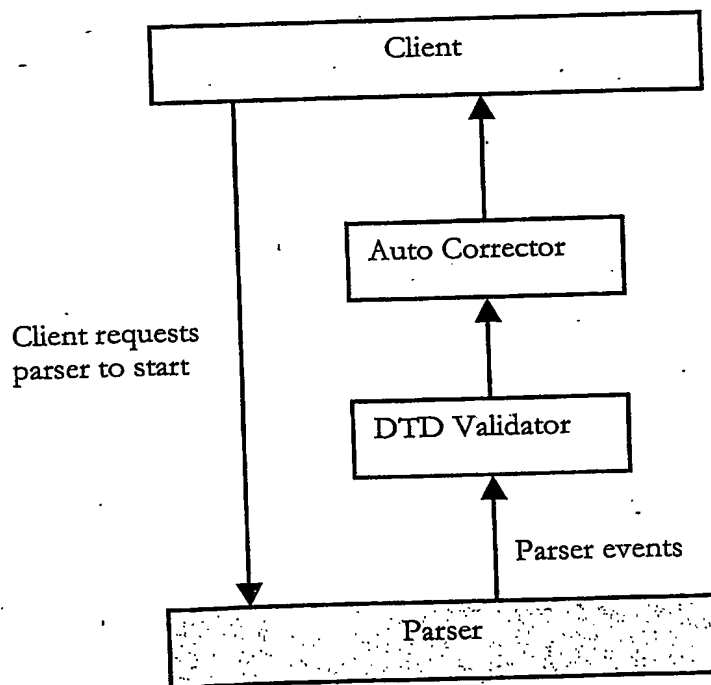 Client
Auto Corrector
Client requests
parser to start
DTD Validator
Parser events
Parser